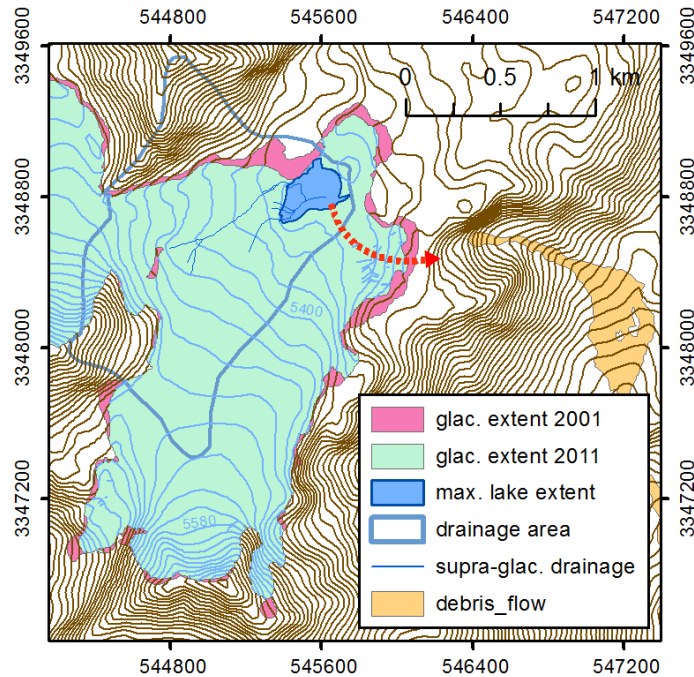 544800 545600 546400 547200
3349600 3349600
0 0.5 1 km
3348800 3348800
5400
3348000 3348000
glac. extent 2001
glac. extent 2011
max. lake extent
drainage area
supra-glac. drainage
debris_flow
3347200 3347200
5580
544800 545600 546400 547200